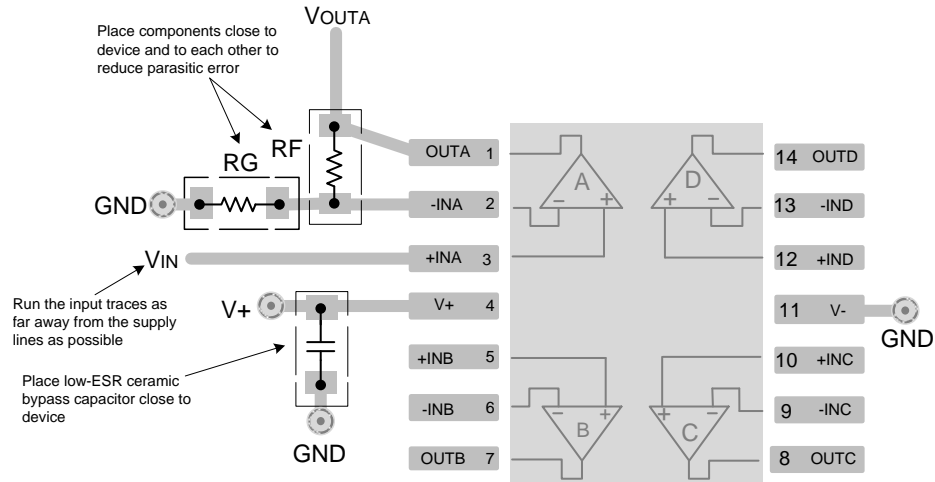 VOUTA
Place components close to
device and to each other to
reduce parasitic error
RF
RG
OUTA 1
14 OUTD
A
D
GND
-INA 2
13 -IND
VIN
+INA 3
12 +IND
Run the input traces as
far away from the supply
lines as possible
V+
V+ 4
11 V-
GND
+INB 5
10 +INC
Place low-ESR ceramic
bypass capacitor close to
device
-INB 6
9 -INC
B
C
GND
OUTB 7
8 OUTC